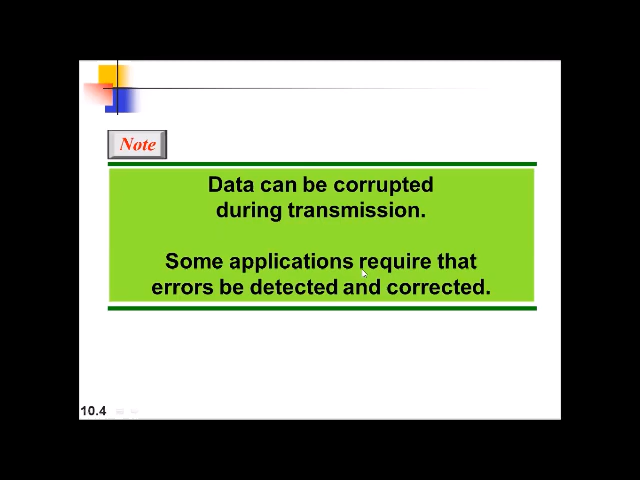 Note
Data can be corrupted
during transmission.
Some applications require that
errors be detected and corrected.
10.4